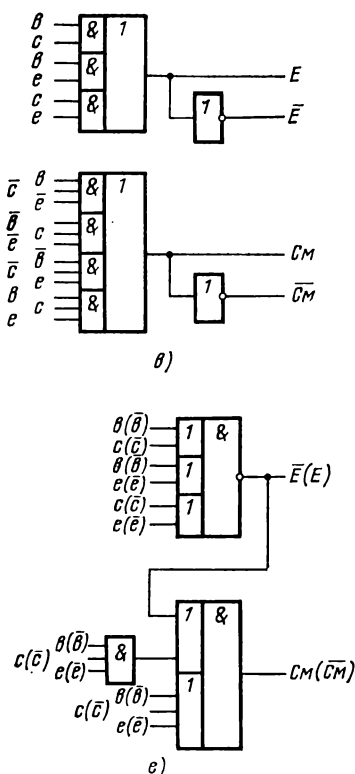 в & 1
с
в &
е E
с & 1 Ē
е
в & 1
c̄
ē
в̄ &
с
ē
в̄ & См
c̄
е
в & 1 C̄м̄
с
е
в)
в(в̄) 1 &
с(c̄)
в(в̄) 1
е(ē) Ē(E)
с(c̄) 1
е(ē)
1 &
в(в̄) &
с(c̄)
е(ē)
1 См(C̄м̄)
в(в̄)
с(c̄)
е(ē)
е)